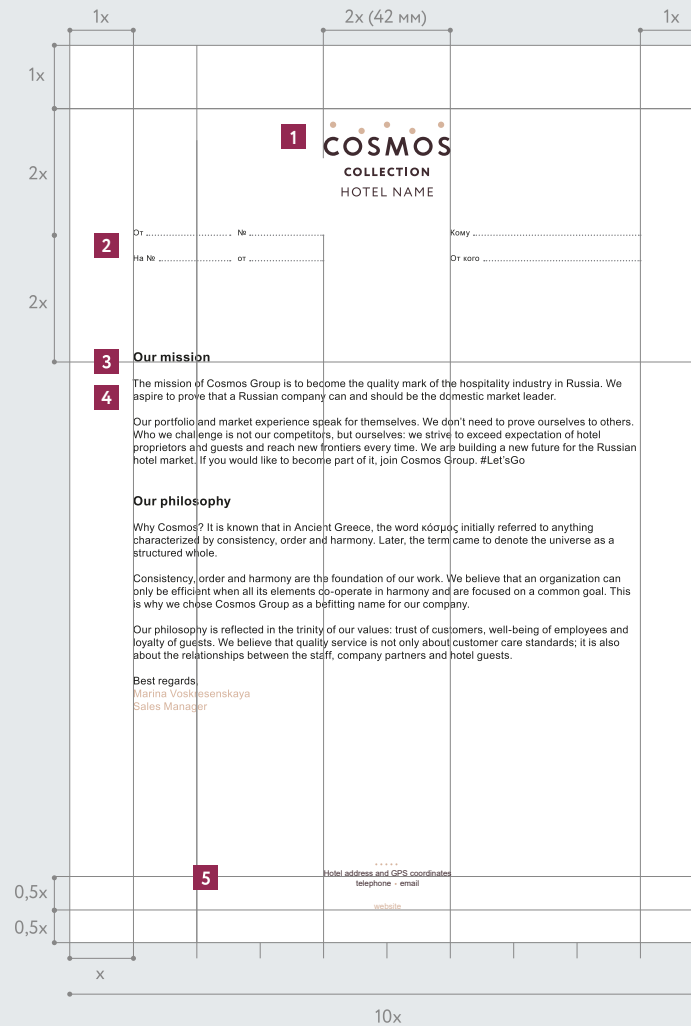 1x
2x (42 мм)
1x
1x
1
COSMOS
COLLECTION
HOTEL NAME
2x
2
От
№
Кому
На №
от
От кого
2x
3
Our mission
4
The mission of Cosmos Group is to become the quality mark of the hospitality industry in Russia. We
aspire to prove that a Russian company can and should be the domestic market leader.
Our portfolio and market experience speak for themselves. We don't need to prove ourselves to others.
Who we challenge is not our competitors, but ourselves: we strive to exceed expectation of hotel
proprietors and guests and reach new frontiers every time. We are building a new future for the Russian
hotel market. If you would like to become part of it, join Cosmos Group. #Let'sGo
Our philosophy
Why Cosmos? It is known that in Ancient Greece, the word κόσμος initially referred to anything
characterized by consistency, order and harmony. Later, the term came to denote the universe as a
structured whole.
Consistency, order and harmony are the foundation of our work. We believe that an organization can
only be efficient when all its elements co-operate in harmony and are focused on a common goal. This
is why we chose Cosmos Group as a befitting name for our company.
Our philosophy is reflected in the trinity of our values: trust of customers, well-being of employees and
loyalty of guests. We believe that quality service is not only about customer care standards; it is also
about the relationships between the staff, company partners and hotel guests.
Best regards,
Marina Voskresenskaya
Sales Manager
5
Hotel address and GPS coordinates
telephone · email
0,5x
website
0,5x
x
10x